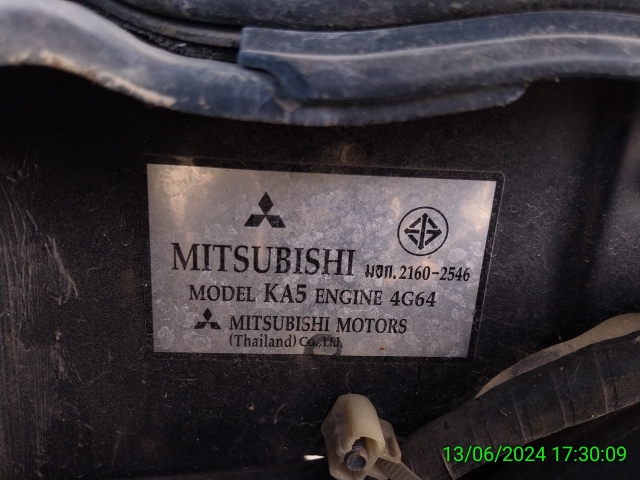 MITSUBISHI มอก. 2160-2546
MODEL KA5 ENGINE 4G64
MITSUBISHI MOTORS
(Thailand) Co., Ltd.
13/06/2024 17:30:09